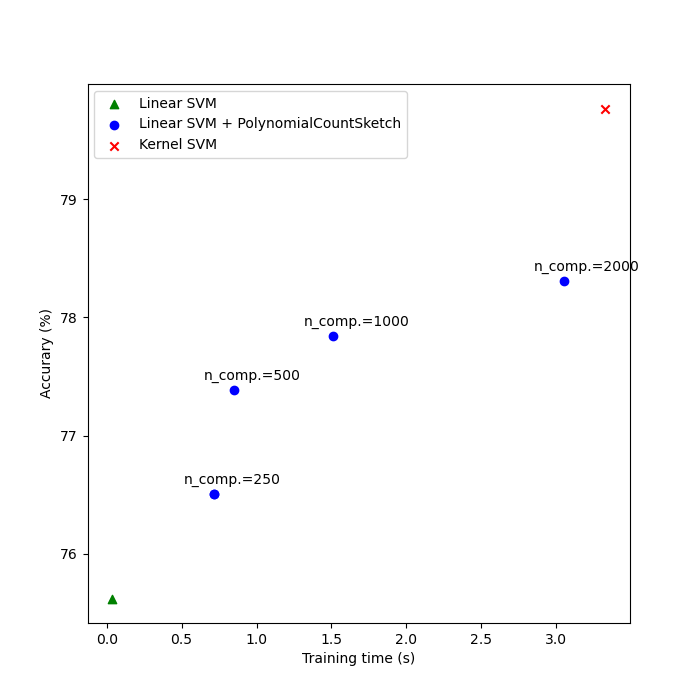 Linear SVM
Linear SVM + PolynomialCountSketch
Kernel SVM
79
n_comp.=2000
78
n_comp.=1000
n_comp.=500
77
n_comp.=250
76
Accurary (%)
0.0 0.5 1.0 1.5 2.0 2.5 3.0
Training time (s)